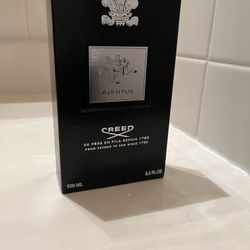 AVENTUS
CREED
DE PÈRE EN FILS DEPUIS 1760
FROM FATHER TO SON SINCE 1760
100 ML
3.3 FL.OZ.